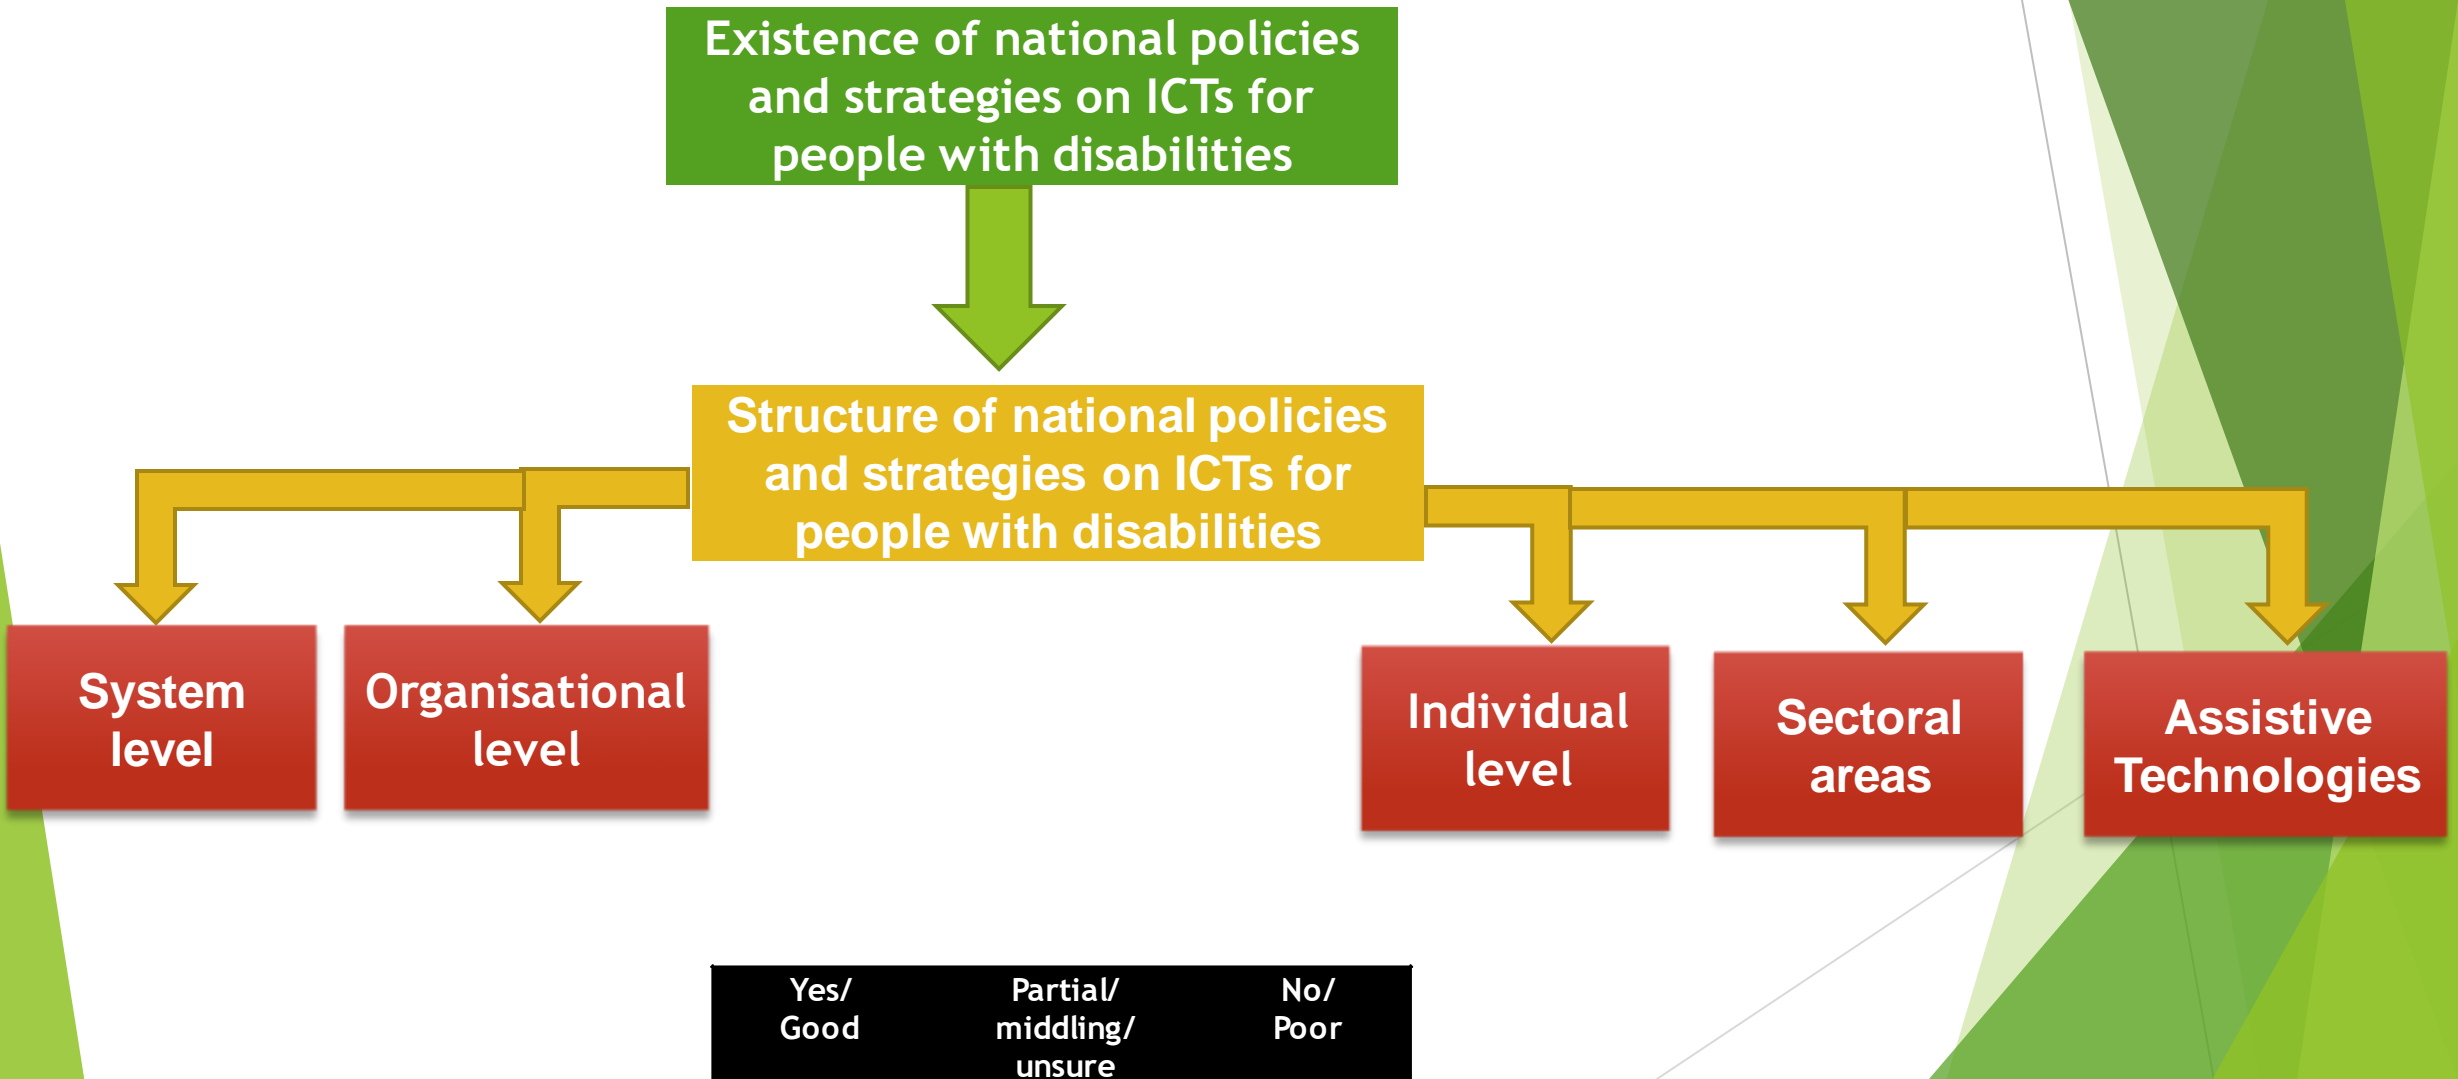 Existence of national policies
and strategies on ICTs for
people with disabilities
Structure of national policies
and strategies on ICTs for
people with disabilities
System
level
Organisational
level
Individual
level
Sectoral
areas
Assistive
Technologies
Yes/
Good
Partial/
middling/
unsure
No/
Poor